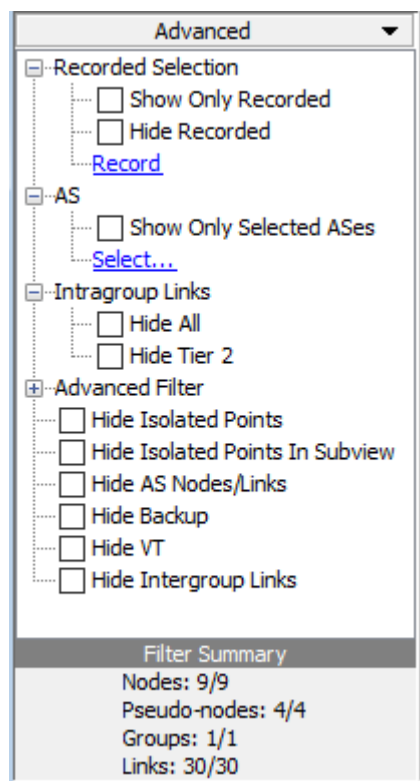 Advanced
Recorded Selection
Show Only Recorded
Hide Recorded
Record
AS
Show Only Selected ASes
Select...
Intragroup Links
Hide All
Hide Tier 2
Advanced Filter
Hide Isolated Points
Hide Isolated Points In Subview
Hide AS Nodes/Links
Hide Backup
Hide VT
Hide Intergroup Links
Filter Summary
Nodes: 9/9
Pseudo-nodes: 4/4
Groups: 1/1
Links: 30/30